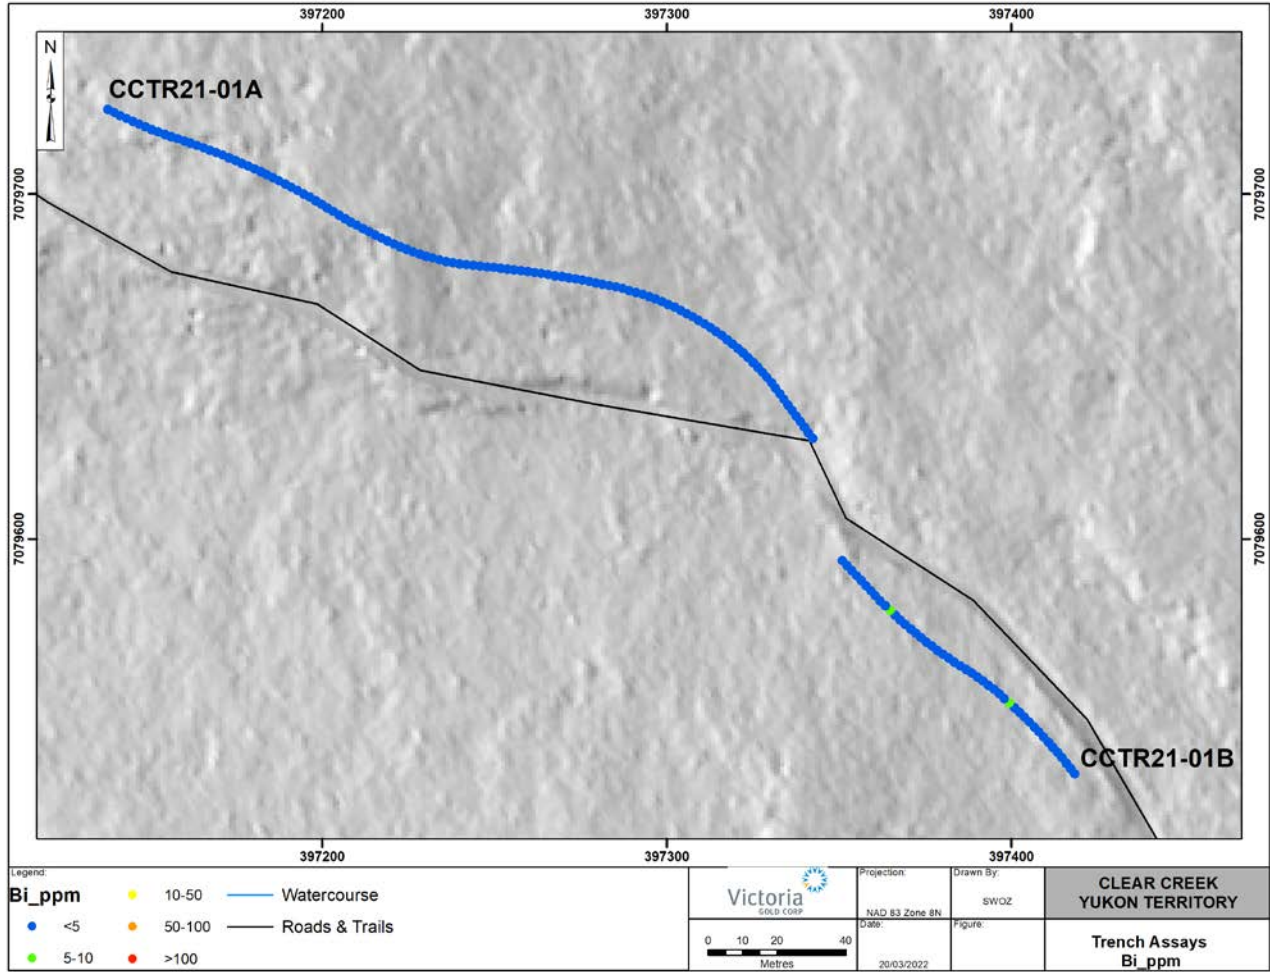 397200 397300 397400
N
CCTR21-01A
7079700 7079700
7079600 7079600
CCTR21-01B
397200 397300 397400
Legend:
Bi_ppm
<5
5-10
10-50
50-100
>100
Watercourse
Roads & Trails
Victoria
GOLD CORP
0 10 20 40
Metres
Projection:
NAD 83 Zone 8N
Drawn By:
SWOZ
Date:
20/03/2022
Figure:
CLEAR CREEK
YUKON TERRITORY
Trench Assays
Bi_ppm